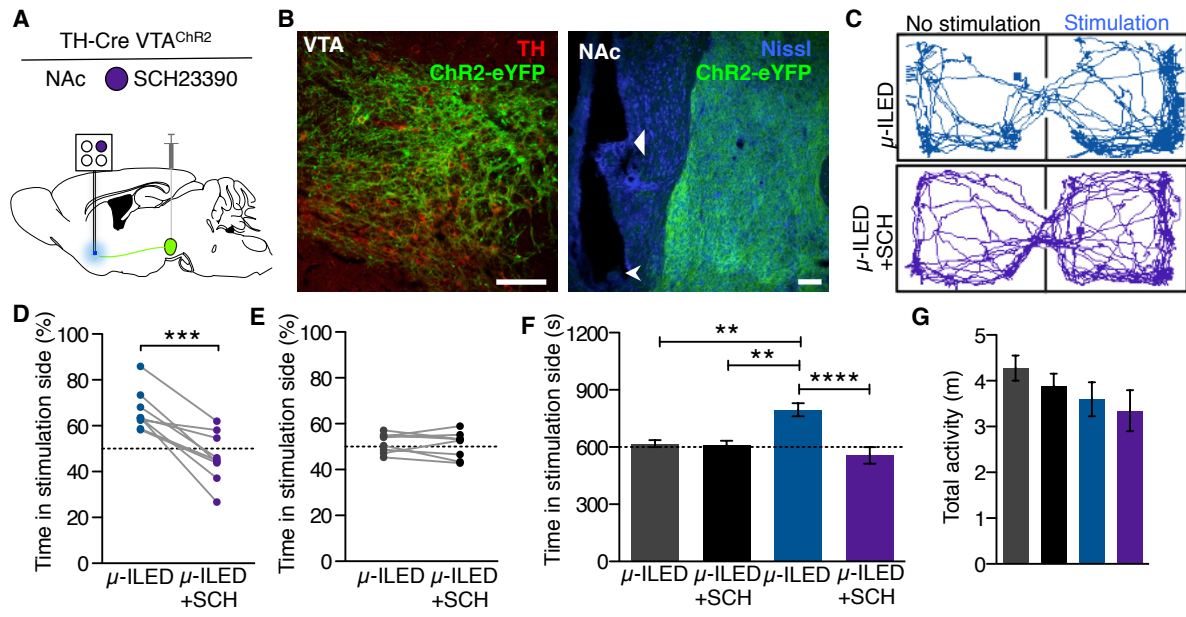 A
TH-Cre VTAChR2
NAc SCH23390
B
VTA
TH
ChR2-eYFP
NAc
Nissl
ChR2-eYFP
C
No stimulation Stimulation
μ-ILED
μ-ILED
+SCH
D
***
Time in stimulation side (%)
100
80
60
40
20
0
μ-ILED μ-ILED
+SCH
E
Time in stimulation side (%)
100
80
60
40
20
0
μ-ILED μ-ILED
+SCH
F
**
**
****
Time in stimulation side (s)
1200
900
600
300
0
μ-ILED μ-ILED μ-ILED μ-ILED
+SCH +SCH
G
Total activity (m)
5
4
3
2
1
0